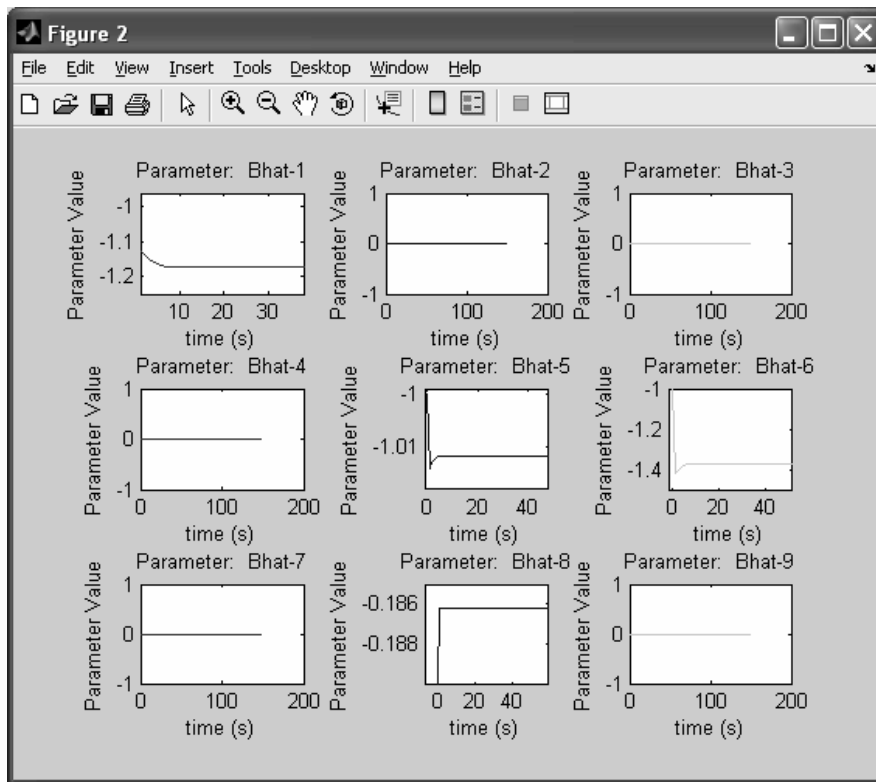 Figure 2
File Edit View Insert Tools Desktop Window Help
Parameter: Bhat-1
Parameter Value
-1
-1.1
-1.2
10 20 30
time (s)
Parameter: Bhat-2
Parameter Value
1
0
-1
0 100 200
time (s)
Parameter: Bhat-3
Parameter Value
1
0
-1
0 100 200
time (s)
Parameter: Bhat-4
Parameter Value
1
0
-1
0 100 200
time (s)
Parameter: Bhat-5
Parameter Value
-1
-1.01
0 20 40
time (s)
Parameter: Bhat-6
Parameter Value
-1
-1.2
-1.4
0 20 40
time (s)
Parameter: Bhat-7
Parameter Value
1
0
-1
0 100 200
time (s)
Parameter: Bhat-8
Parameter Value
-0.186
-0.188
0 20 40
time (s)
Parameter: Bhat-9
Parameter Value
1
0
-1
0 100 200
time (s)